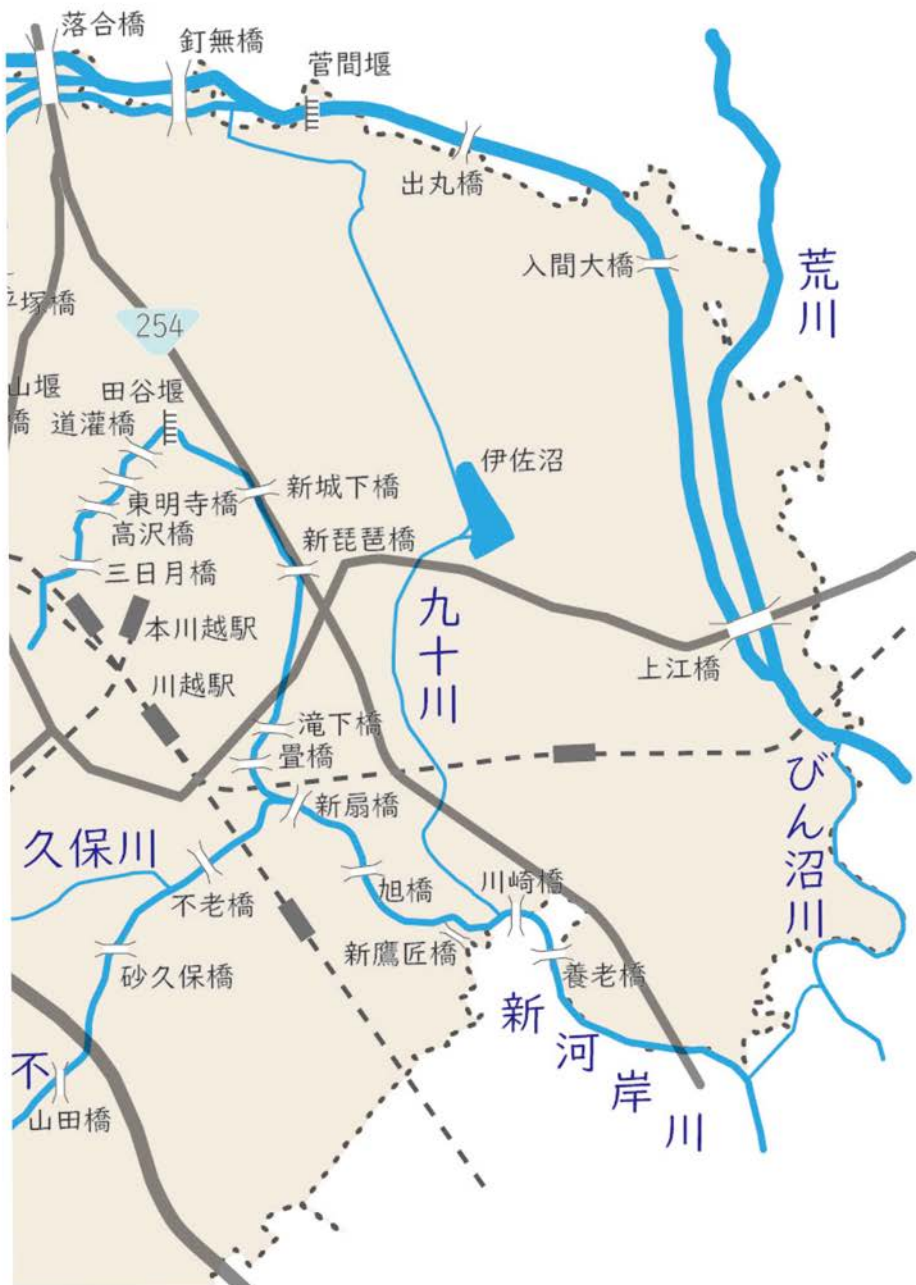 落合橋
釘無橋
菅間堰
出丸橋
入間大橋
荒川
塚橋
254
山堰
田谷堰
橋
道灌橋
伊佐沼
東明寺橋
新城下橋
高沢橋
新琵琶橋
三日月橋
九十川
本川越駅
上江橋
川越駅
滝下橋
畳橋
びん沼川
新扇橋
久保川
不老橋
旭橋
川崎橋
新鷹匠橋
砂久保橋
養老橋
新河岸川
不
山田橋